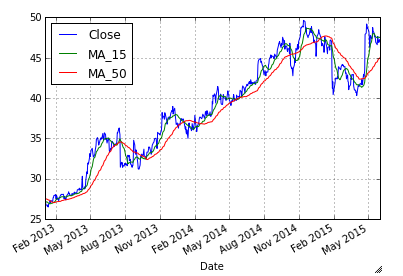 50
45
40
35
30
25
Close
MA_15
MA_50
Feb 2013
May 2013
Aug 2013
Nov 2013
Feb 2014
May 2014
Aug 2014
Nov 2014
Feb 2015
May 2015
Date